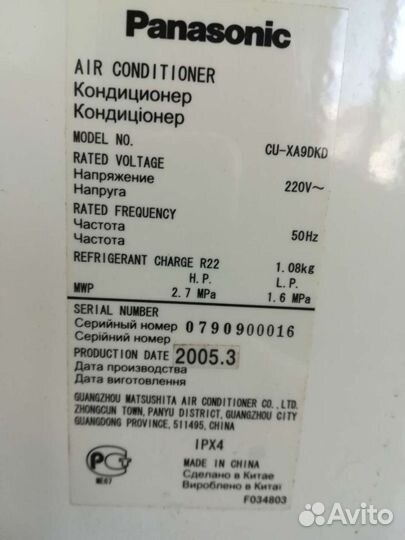 Panasonic
AIR CONDITIONER
Кондиционер
Кондиціонер
MODEL NO. CU-XA9DKD
RATED VOLTAGE
Напряжение 220V~
Напруга
RATED FREQUENCY
Частота 50Hz
Частота
REFRIGERANT CHARGE R22 1.08kg
H.P. L.P.
MWP 2.7 MPa 1.6 MPa
SERIAL NUMBER
Серийный номер 0790900016
Серійний номер
PRODUCTION DATE 2005.3
Дата производства
Дата виготовлення
GUANGZHOU MATSUSHITA AIR CONDITIONER CO., LTD.
ZHONGCUN TOWN, PANYU DISTRICT, GUANGZHOU CITY
GUANGDONG PROVINCE, 511495, CHINA
IPX4
РС Т
ME67
MADE IN CHINA
Сделано в Китае
Вироблено в Китаї
F034803
Avito